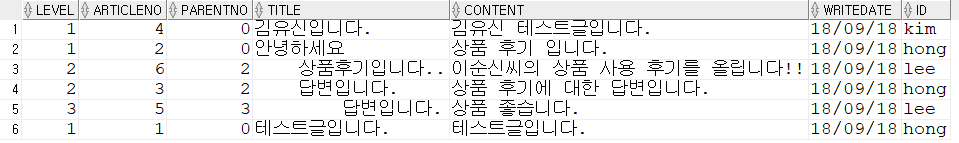 LEVEL ARTICLENO PARENTNO TITLE CONTENT WRITEDATE ID
1 1 4 0 김유신입니다. 김유신 테스트글입니다. 18/09/18 kim
2 1 2 0 안녕하세요 상품 후기 입니다. 18/09/18 hong
3 2 6 2 상품후기입니다.. 이순신씨의 상품 사용 후기를 올립니다!! 18/09/18 lee
4 2 3 2 답변입니다. 상품 후기에 대한 답변입니다. 18/09/18 hong
5 3 5 3 답변입니다. 상품 좋습니다. 18/09/18 lee
6 1 1 0 테스트글입니다. 테스트글입니다. 18/09/18 hong